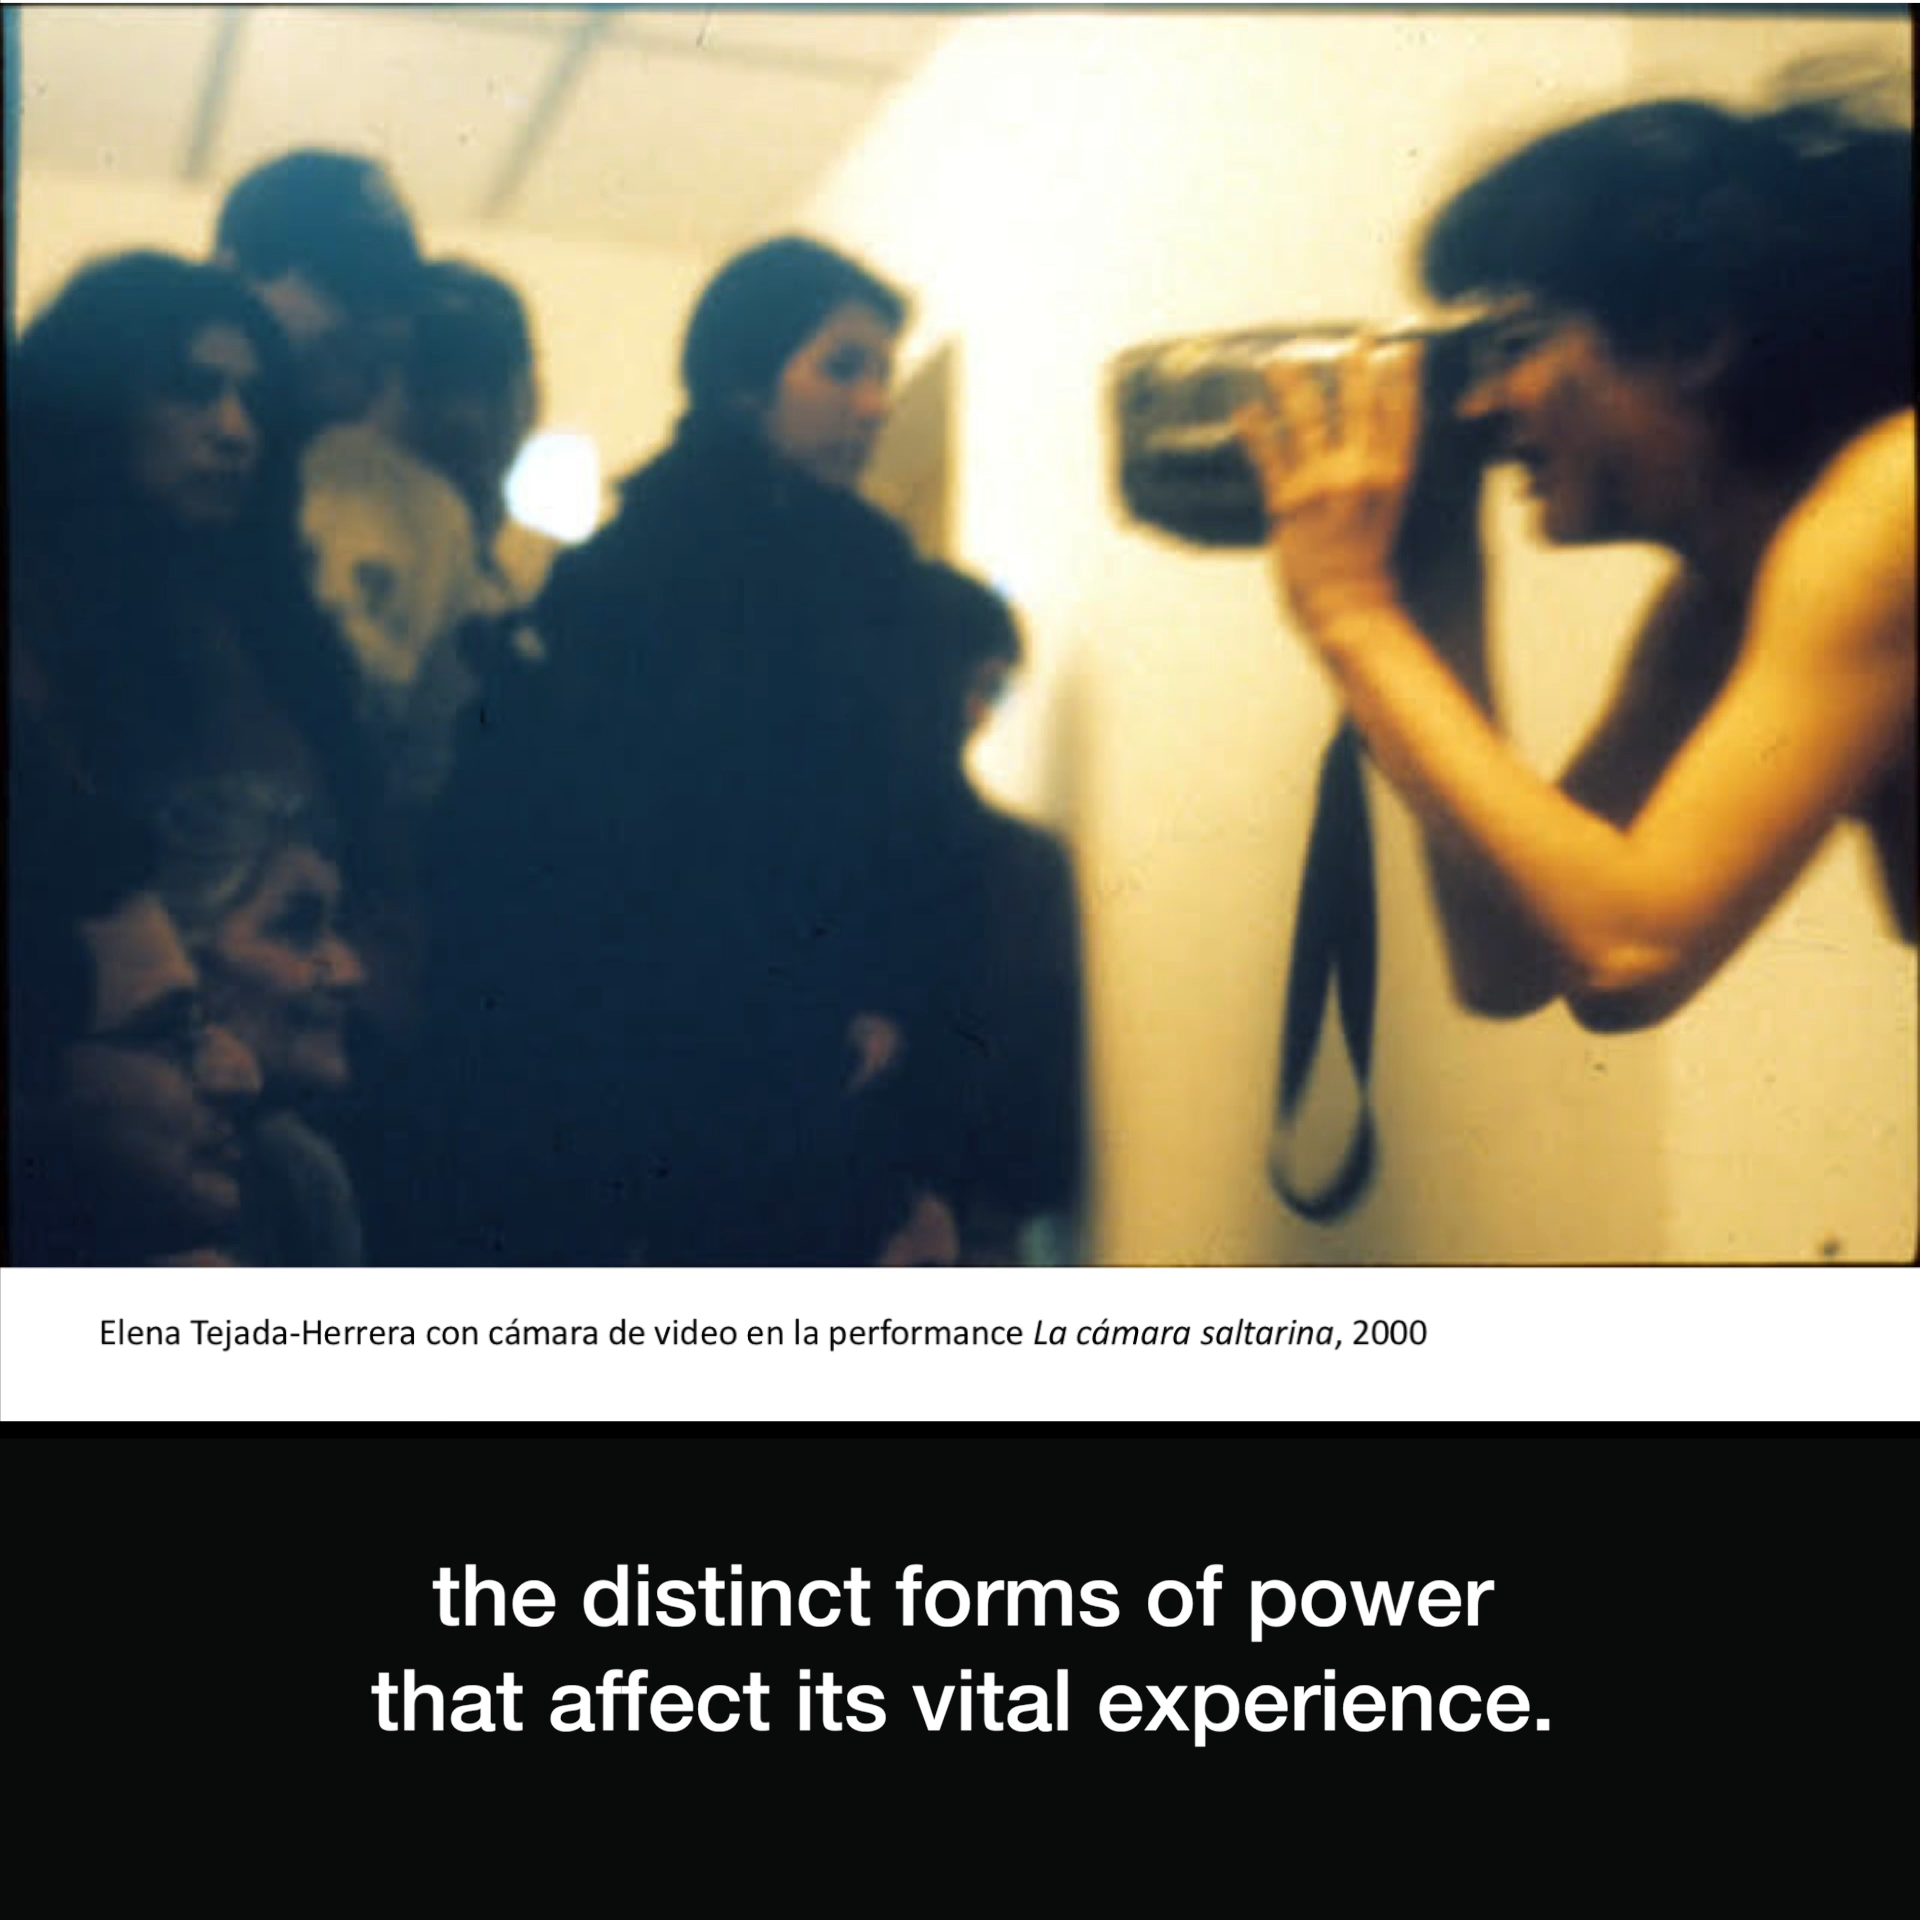 Elena Tejada-Herrera con cámara de video en la performance La cámara saltarina, 2000
the distinct forms of power
that affect its vital experience.